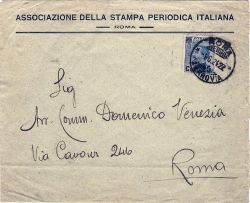 ASSOCIAZIONE DELLA STAMPA PERIODICA ITALIANA
ROMA
Sig
Avv. Comm. Domenico Venezia
Via Cavour 246
Roma